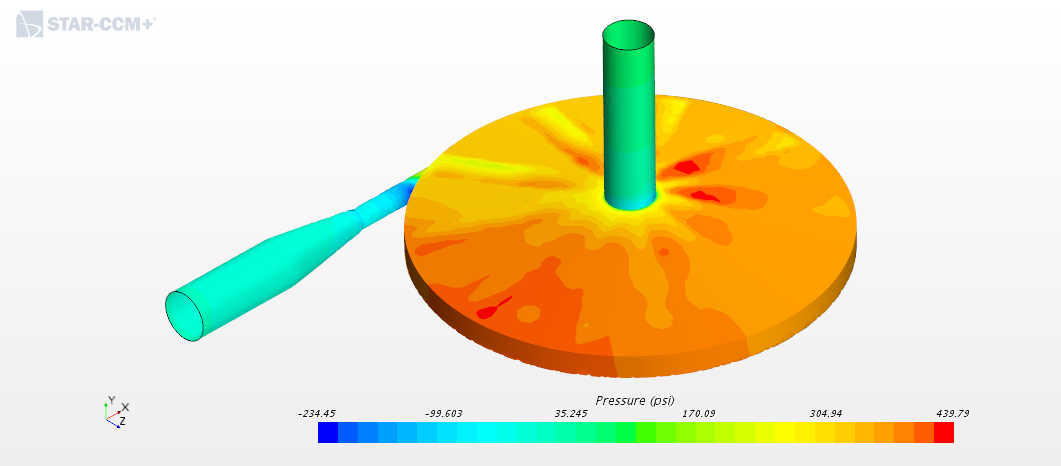 STAR-CCM+®
Pressure (psi)
-234.45 -99.603 35.245 170.09 304.94 439.79
Y
X
Z